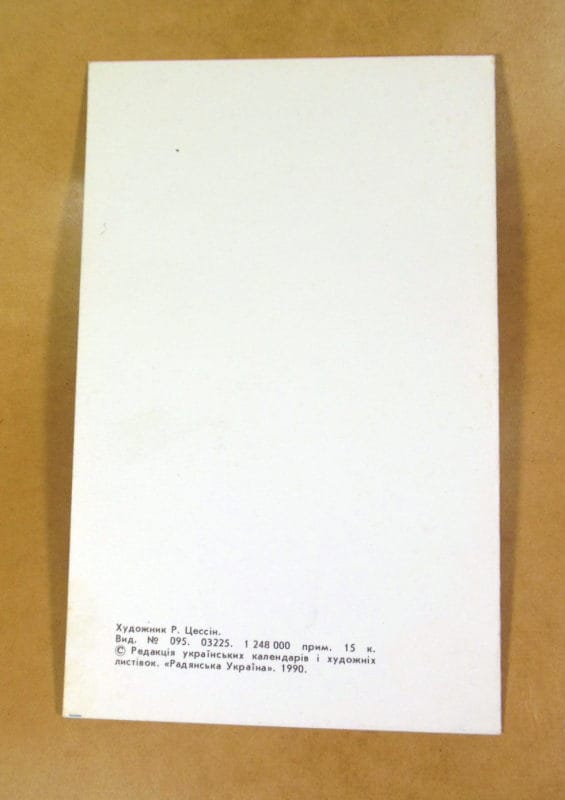 Художник Р. Цессін.
Вид. № 095. 03225. 1 248 000 прим. 15 к.
© Редакція українських календарів і художніх
листівок. «Радянська Україна». 1990.